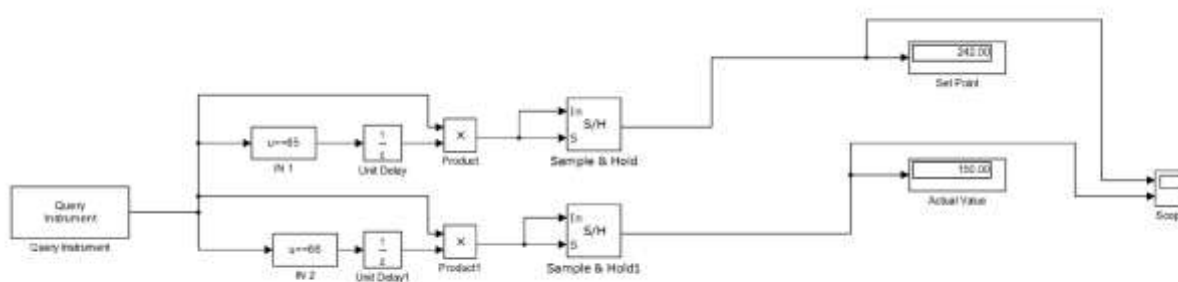 242.00
Set Point
u==65
IN 1
1
z
Unit Delay
×
Product
In
S/H
S
Sample & Hold
150.00
Actual Value
Query
Instrument
Query Instrument
u==66
IN 2
1
z
Unit Delay1
×
Product1
In
S/H
S
Sample & Hold1
Scop